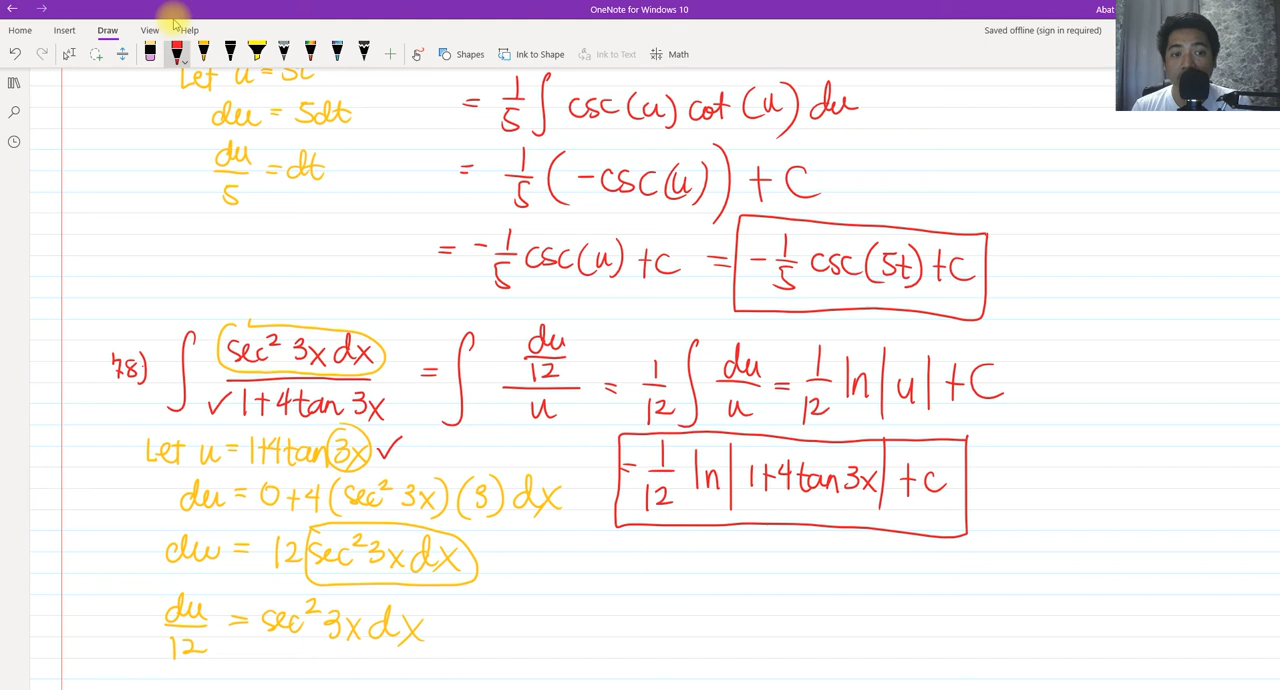 OneNote for Windows 10
Abat
Home Insert Draw View Help
Saved offline (sign in required)
Shapes Ink to Shape Ink to Text Math
Let u = 5t
du = 5dt
du/5 = dt
= 1/5 ∫ csc(u) cot(u) du
= 1/5 (-csc(u)) + C
= -1/5 csc(u) + c = -1/5 csc(5t) + C
78) ∫ sec² 3x dx / ✓ 1+4tan 3x = ∫ du/12 / u = 1/12 ∫ du/u = 1/12 ln|u| + C
= 1/12 ln|1+4tan3x| + C
Let u = 1+4tan 3x ✓
du = 0+4(sec² 3x)(3) dx
du = 12 sec² 3x dx
du/12 = sec² 3x dx